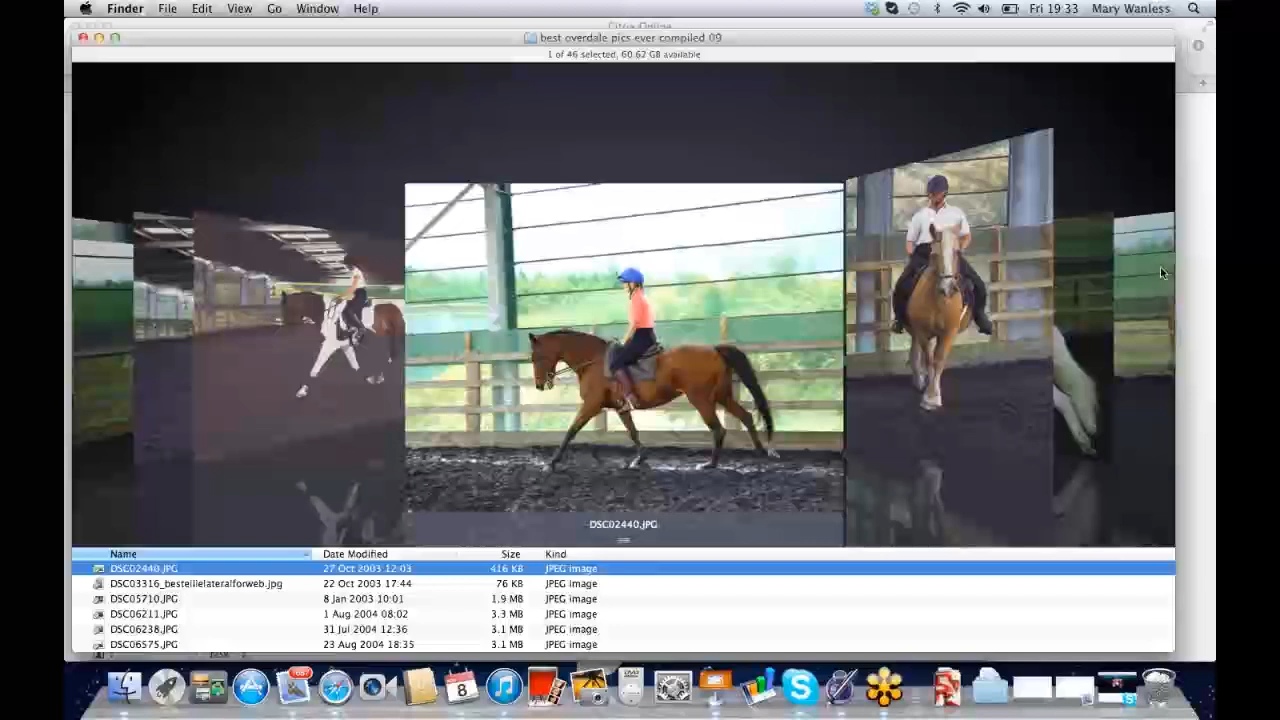 Finder File Edit View Go Window Help Fri 19 33 Mary Wanless
Citrix Online
best overdale pics ever compiled 09
1 of 46 selected, 60.62 GB available
DSC02440.JPG
Name Date Modified Size Kind
DSC02440.JPG 27 Oct 2003 12:03 416 KB JPEG image
DSC03316_bestellelateralforweb.jpg 22 Oct 2003 17:44 76 KB JPEG image
DSC05710.JPG 8 Jan 2003 10:01 1.9 MB JPEG image
DSC06211.JPG 1 Aug 2004 08:02 3.3 MB JPEG image
DSC06238.JPG 31 Jul 2004 12:36 3.1 MB JPEG image
DSC06575.JPG 23 Aug 2004 18:35 3.1 MB JPEG image
8